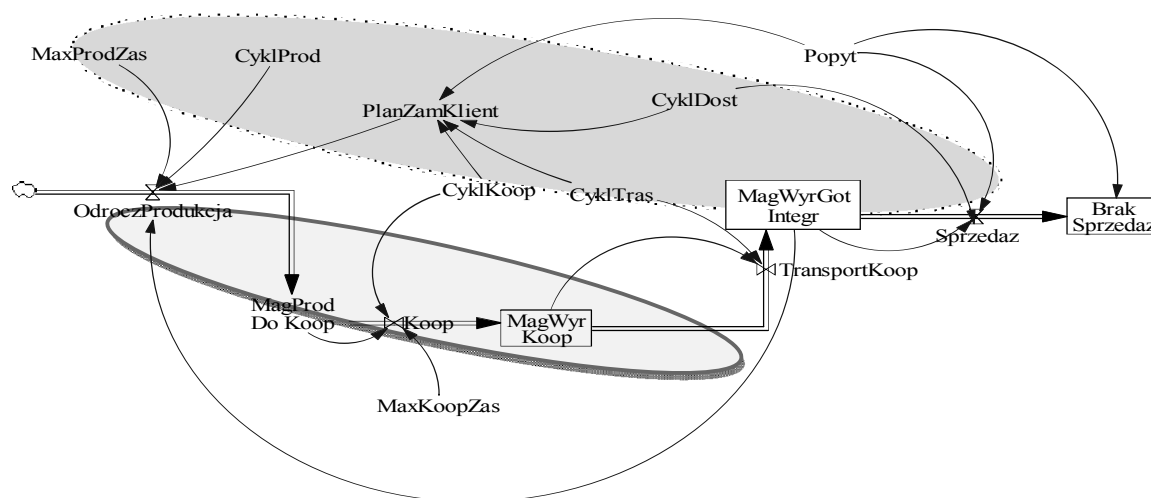 MaxProdZas
CyklProd
Popyt
CyklDost
PlanZamKlient
CyklKoop
CyklTras
MagWyrGot
Integr
Brak
Sprzedaz
OdroczProdukcja
Sprzedaz
TransportKoop
MagProd
Do Koop
Koop
MagWyr
Koop
MaxKoopZas